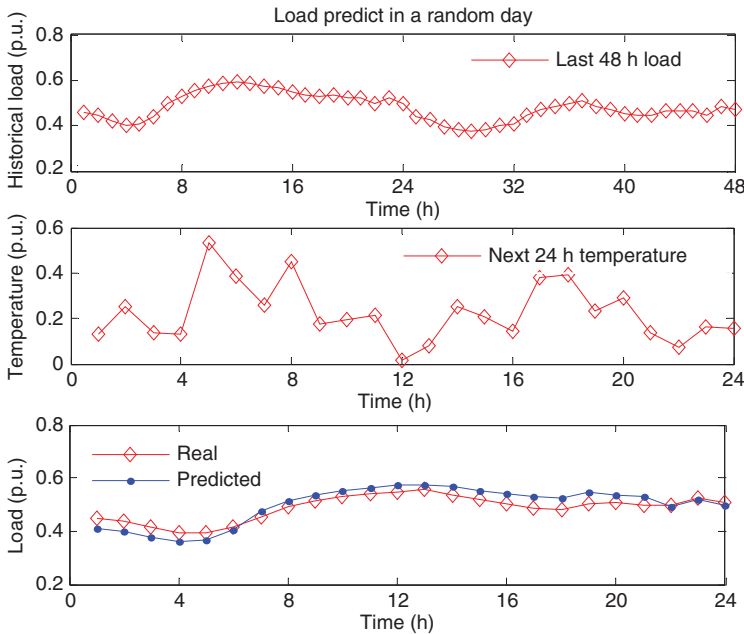 Load predict in a random day
Historical load (p.u.)
0.8
0.6
0.4
0.2
Last 48 h load
0 8 16 24 32 40 48
Time (h)
Temperature (p.u.)
0.6
0.4
0.2
0
Next 24 h temperature
0 4 8 12 16 20 24
Time (h)
Load (p.u.)
0.8
0.6
0.4
0.2
Real
Predicted
0 4 8 12 16 20 24
Time (h)